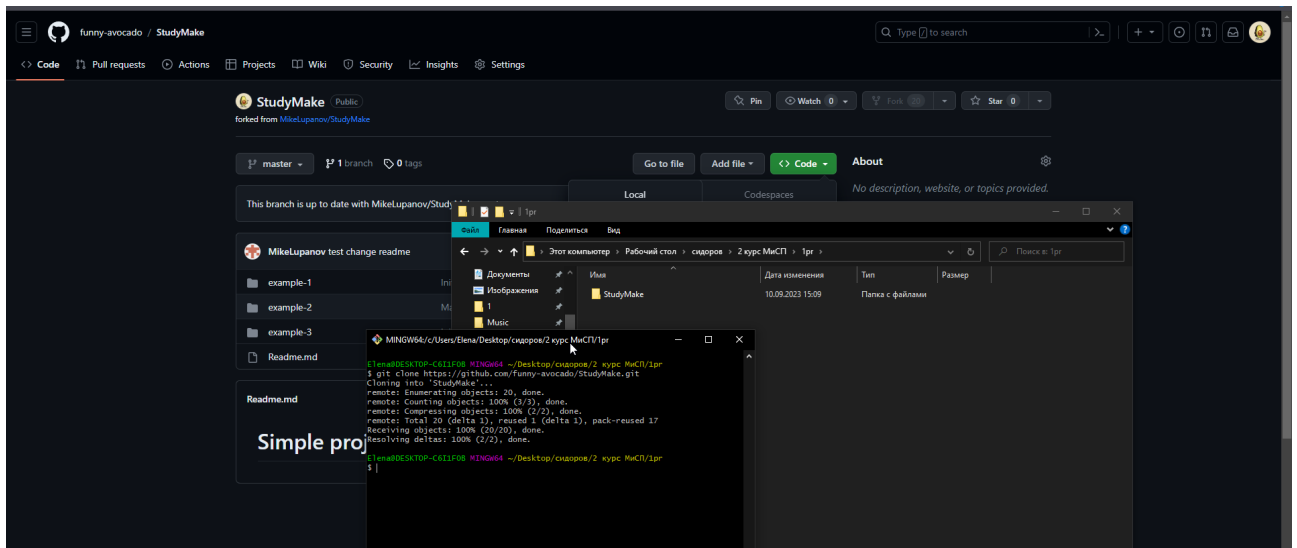 funny-avocado / StudyMake
Type / to search
Code Pull requests Actions Projects Wiki Security Insights Settings
StudyMake Public
Pin Watch 0 Fork 23 Star 0
forked from MikeLupanov/StudyMake
master 1 branch 0 tags
Go to file Add file Code
About
Local Codespaces
No description, website, or topics provided.
This branch is up to date with MikeLupanov/Study
1pr
Файл Главная Поделиться Вид
Этот компьютер › Рабочий стол › сидоров › 2 курс МиСП › 1pr ›
Поиск в: 1pr
MikeLupanov test change readme
Документы
Изображения
1
Music
Имя Дата изменения Тип Размер
StudyMake 10.09.2023 15:09 Папка с файлами
example-1 Ini
example-2 Ma
example-3
Readme.md
Readme.md
Simple proj
MINGW64:/c/Users/Elena/Desktop/сидоров/2 курс МиСП/1pr
Elena@DESKTOP-C6I1FO8 MINGW64 ~/Desktop/сидоров/2 курс МиСП/1pr
$ git clone https://github.com/funny-avocado/StudyMake.git
Cloning into 'StudyMake'...
remote: Enumerating objects: 20, done.
remote: Counting objects: 100% (3/3), done.
remote: Compressing objects: 100% (2/2), done.
remote: Total 20 (delta 1), reused 1 (delta 1), pack-reused 17
Receiving objects: 100% (20/20), done.
Resolving deltas: 100% (2/2), done.
Elena@DESKTOP-C6I1FO8 MINGW64 ~/Desktop/сидоров/2 курс МиСП/1pr
$